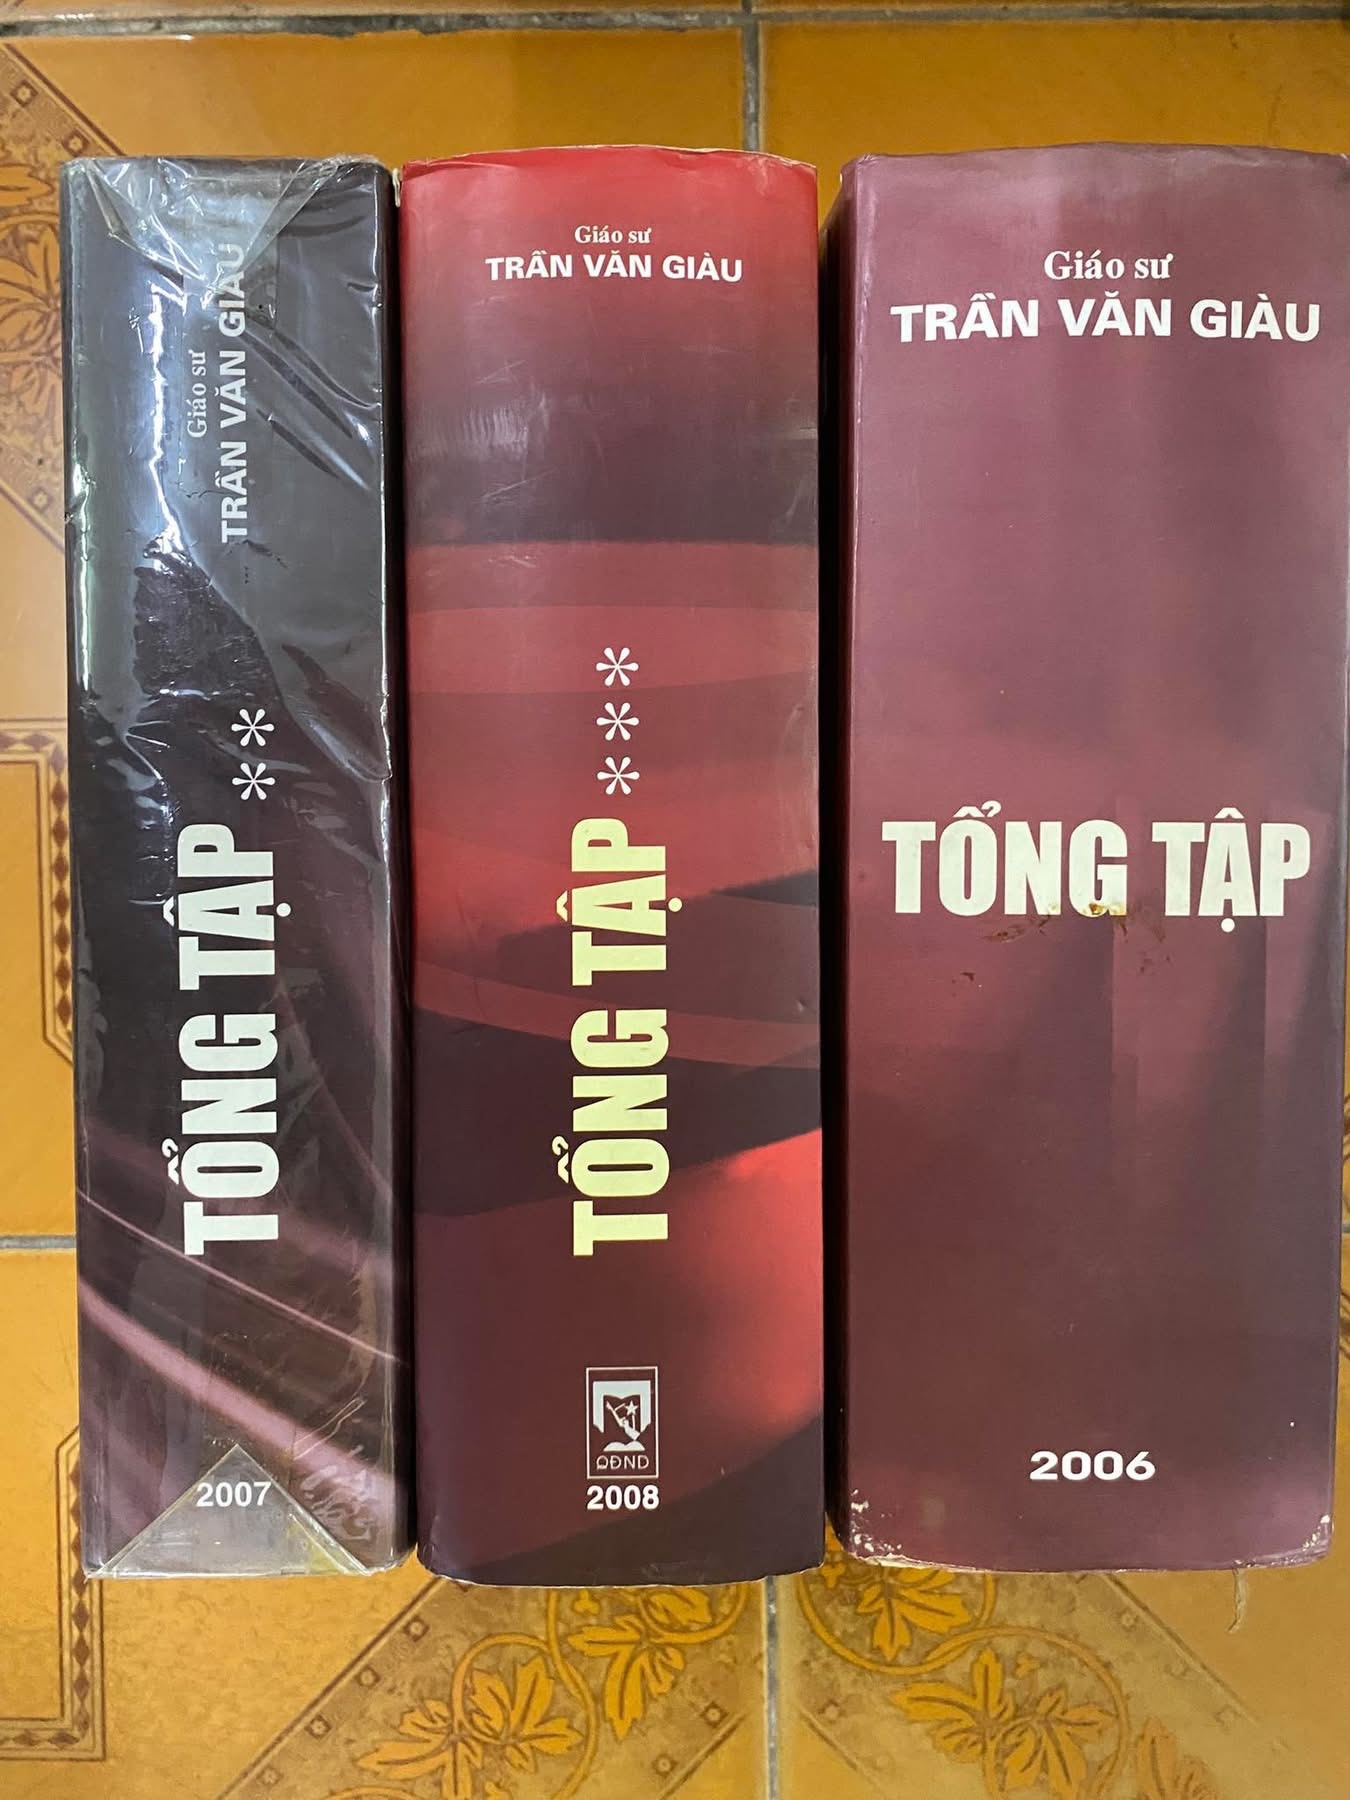 Giáo sư
TRẦN VĂN GIÀU
TỔNG TẬP **
2007
Giáo sư
TRẦN VĂN GIÀU
TỔNG TẬP ***
QĐND
2008
Giáo sư
TRẦN VĂN GIÀU
TỔNG TẬP
2006